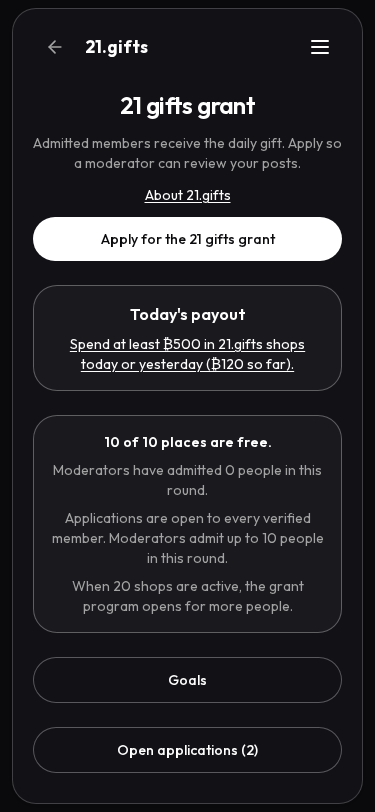 21.gifts
21 gifts grant
Admitted members receive the daily gift. Apply so
a moderator can review your posts.
About 21.gifts
Apply for the 21 gifts grant
Today's payout
Spend at least ₿500 in 21.gifts shops
today or yesterday (₿120 so far).
10 of 10 places are free.
Moderators have admitted 0 people in this
round.
Applications are open to every verified
member. Moderators admit up to 10 people
in this round.
When 20 shops are active, the grant
program opens for more people.
Goals
Open applications (2)